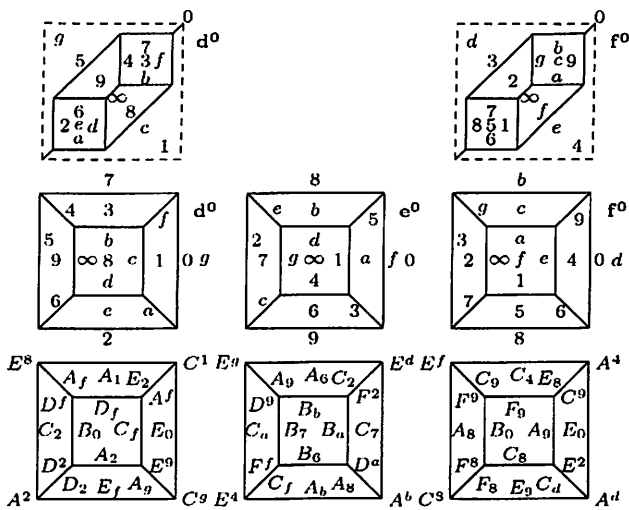 0 0
g 7 d⁰ d b f⁰
5 4 3 f 3 g c 9
9 b 2 a
∞ ∞
6 8 7 f
2 e d c 8 5 1 e
a 6
1 4
7 8 b
4 3 f d⁰ e b 5 e⁰ g c 9 f⁰
5 b 2 d 3 a
9 ∞ 8 c 1 0 g 7 g ∞ 1 a f 0 2 ∞ f e 4 0 d
d 4 1
6 c a c 6 3 7 5 6
2 9 8
E⁸ C¹ E_g E^d E^f A⁴
A_f A₁ E₂ A₉ A₆ C₂ C₉ C₄ E₈
D^f A^f D⁹ F² F⁹ C⁹
D_f B_b F₉
C₂ B₀ C_f E₀ C_a B₇ B_a C₇ A₈ B₀ A₉ E₀
A₂ B₆ C₈
D² E⁹ F^f D^a F⁸ E²
D₂ E_f A_g C_f A_b A₈ F₈ E₉ C_d
A² C^g E⁴ A^b C⁸ A^d